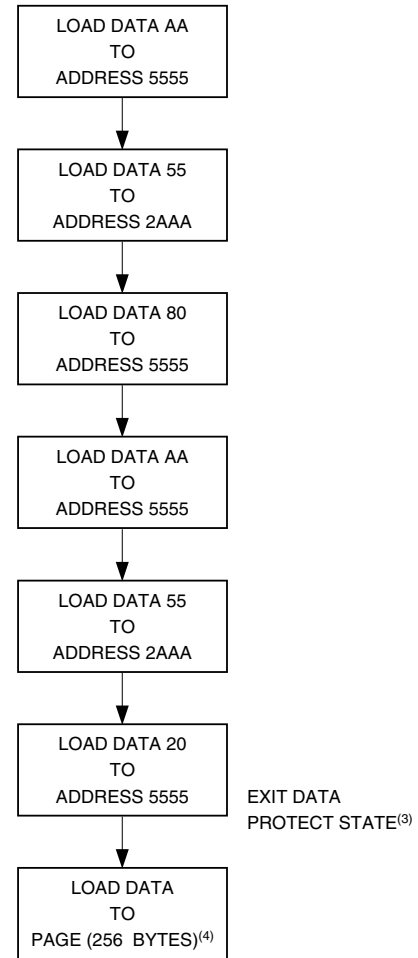 LOAD DATA AA
TO
ADDRESS 5555
LOAD DATA 55
TO
ADDRESS 2AAA
LOAD DATA 80
TO
ADDRESS 5555
LOAD DATA AA
TO
ADDRESS 5555
LOAD DATA 55
TO
ADDRESS 2AAA
LOAD DATA 20
TO
ADDRESS 5555
EXIT DATA
PROTECT STATE(3)
LOAD DATA
TO
PAGE (256 BYTES)(4)